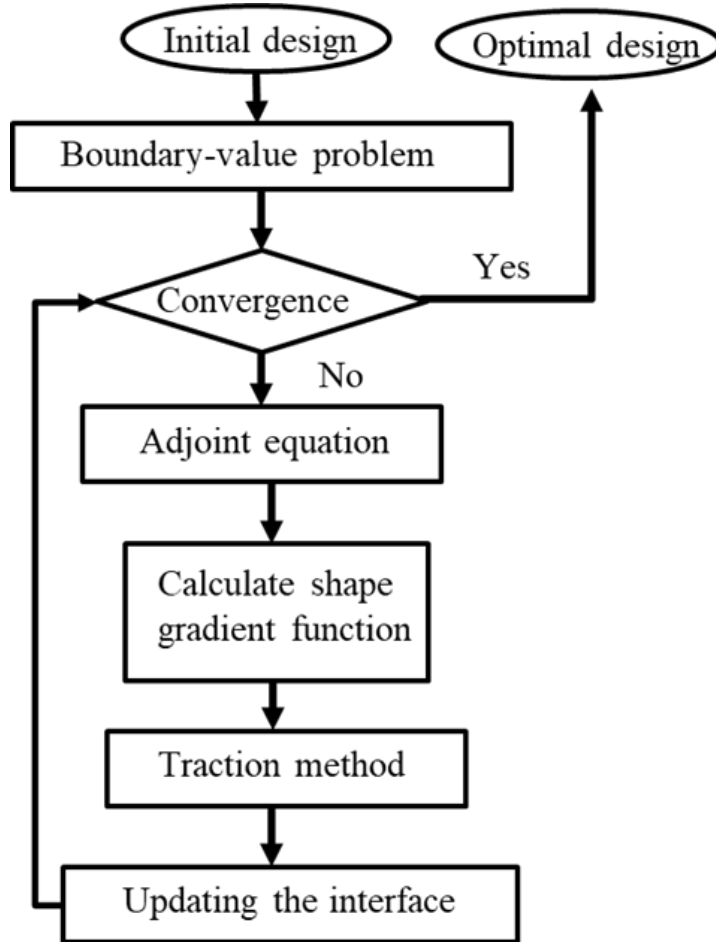 Initial design
Optimal design
Boundary-value problem
Convergence
Yes
No
Adjoint equation
Calculate shape
gradient function
Traction method
Updating the interface